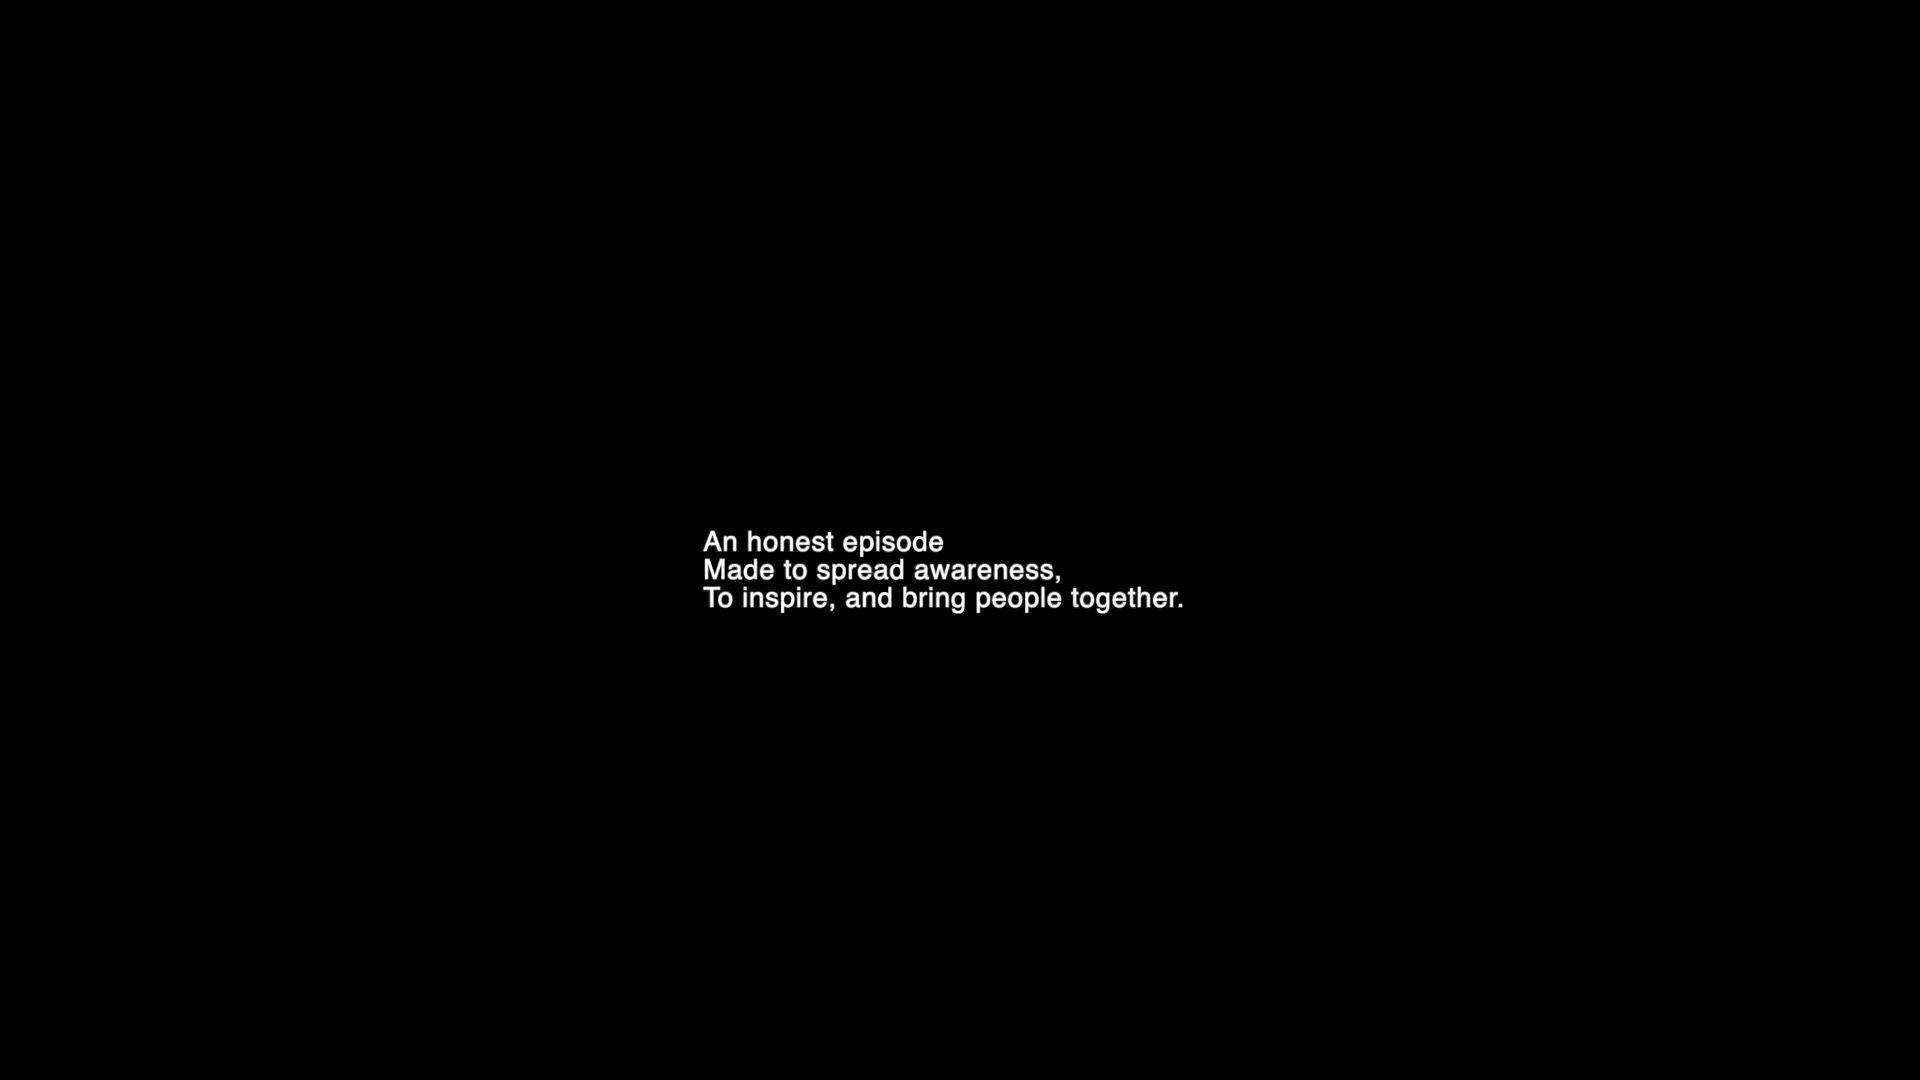 An honest episode
Made to spread awareness,
To inspire, and bring people together.